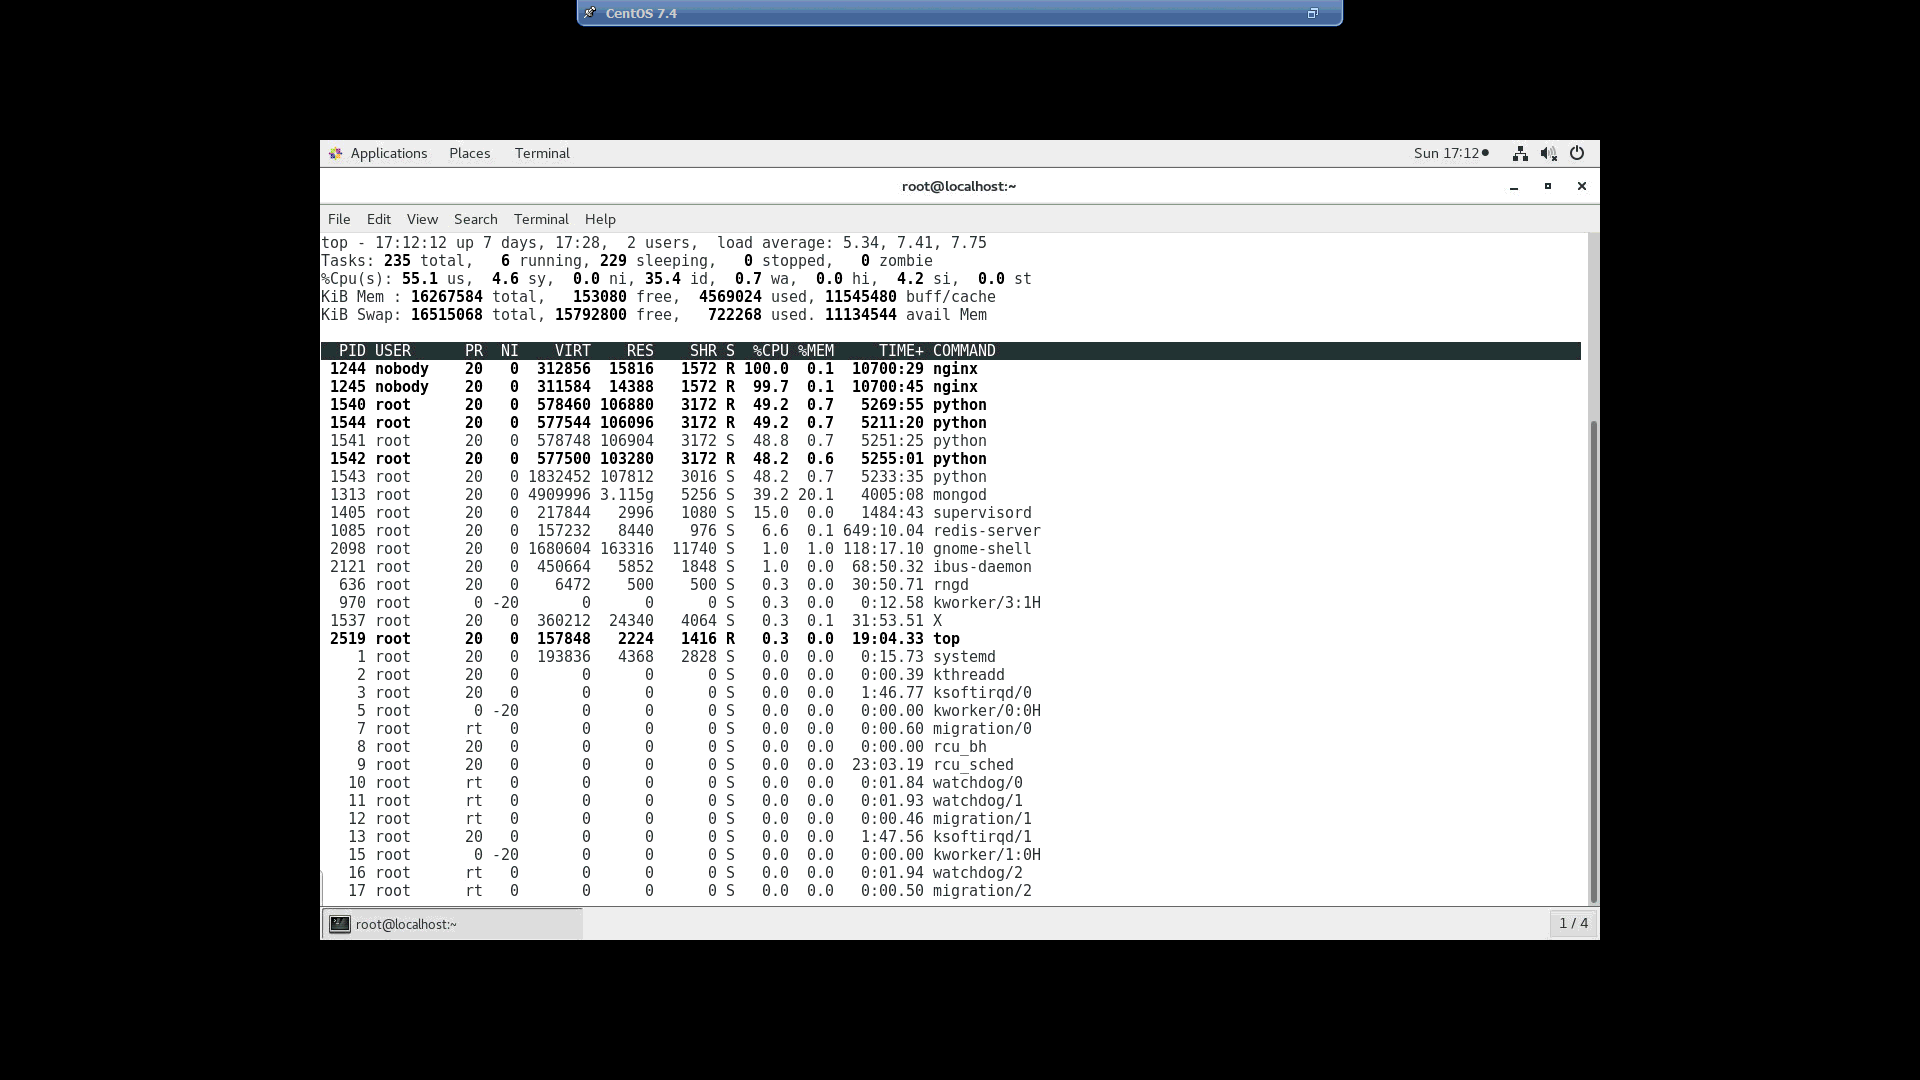 CentOS 7.4
Applications Places Terminal Sun 17:12
root@localhost:~
File Edit View Search Terminal Help
top - 17:12:12 up 7 days, 17:28,  2 users,  load average: 5.34, 7.41, 7.75
Tasks: 235 total,   6 running, 229 sleeping,   0 stopped,   0 zombie
%Cpu(s): 55.1 us,  4.6 sy,  0.0 ni, 35.4 id,  0.7 wa,  0.0 hi,  4.2 si,  0.0 st
KiB Mem : 16267584 total,   153080 free,  4569024 used, 11545480 buff/cache
KiB Swap: 16515068 total, 15792800 free,   722268 used. 11134544 avail Mem
PID USER PR NI VIRT RES SHR S %CPU %MEM TIME+ COMMAND
1244 nobody 20 0 312856 15816 1572 R 100.0 0.1 10700:29 nginx
1245 nobody 20 0 311584 14388 1572 R 99.7 0.1 10700:45 nginx
1540 root 20 0 578460 106880 3172 R 49.2 0.7 5269:55 python
1544 root 20 0 577544 106096 3172 R 49.2 0.7 5211:20 python
1541 root 20 0 578748 106904 3172 S 48.8 0.7 5251:25 python
1542 root 20 0 577500 103280 3172 R 48.2 0.6 5255:01 python
1543 root 20 0 1832452 107812 3016 S 48.2 0.7 5233:35 python
1313 root 20 0 4909996 3.115g 5256 S 39.2 20.1 4005:08 mongod
1405 root 20 0 217844 2996 1080 S 15.0 0.0 1484:43 supervisord
1085 root 20 0 157232 8440 976 S 6.6 0.1 649:10.04 redis-server
2098 root 20 0 1680604 163316 11740 S 1.0 1.0 118:17.10 gnome-shell
2121 root 20 0 450664 5852 1848 S 1.0 0.0 68:50.32 ibus-daemon
636 root 20 0 6472 500 500 S 0.3 0.0 30:50.71 rngd
970 root 0 -20 0 0 0 S 0.3 0.0 0:12.58 kworker/3:1H
1537 root 20 0 360212 24340 4064 S 0.3 0.1 31:53.51 X
2519 root 20 0 157848 2224 1416 R 0.3 0.0 19:04.33 top
1 root 20 0 193836 4368 2828 S 0.0 0.0 0:15.73 systemd
2 root 20 0 0 0 0 S 0.0 0.0 0:00.39 kthreadd
3 root 20 0 0 0 0 S 0.0 0.0 1:46.77 ksoftirqd/0
5 root 0 -20 0 0 0 S 0.0 0.0 0:00.00 kworker/0:0H
7 root rt 0 0 0 0 S 0.0 0.0 0:00.60 migration/0
8 root 20 0 0 0 0 S 0.0 0.0 0:00.00 rcu_bh
9 root 20 0 0 0 0 S 0.0 0.0 23:03.19 rcu_sched
10 root rt 0 0 0 0 S 0.0 0.0 0:01.84 watchdog/0
11 root rt 0 0 0 0 S 0.0 0.0 0:01.93 watchdog/1
12 root rt 0 0 0 0 S 0.0 0.0 0:00.46 migration/1
13 root 20 0 0 0 0 S 0.0 0.0 1:47.56 ksoftirqd/1
15 root 0 -20 0 0 0 S 0.0 0.0 0:00.00 kworker/1:0H
16 root rt 0 0 0 0 S 0.0 0.0 0:01.94 watchdog/2
17 root rt 0 0 0 0 S 0.0 0.0 0:00.50 migration/2
root@localhost:~ 1 / 4